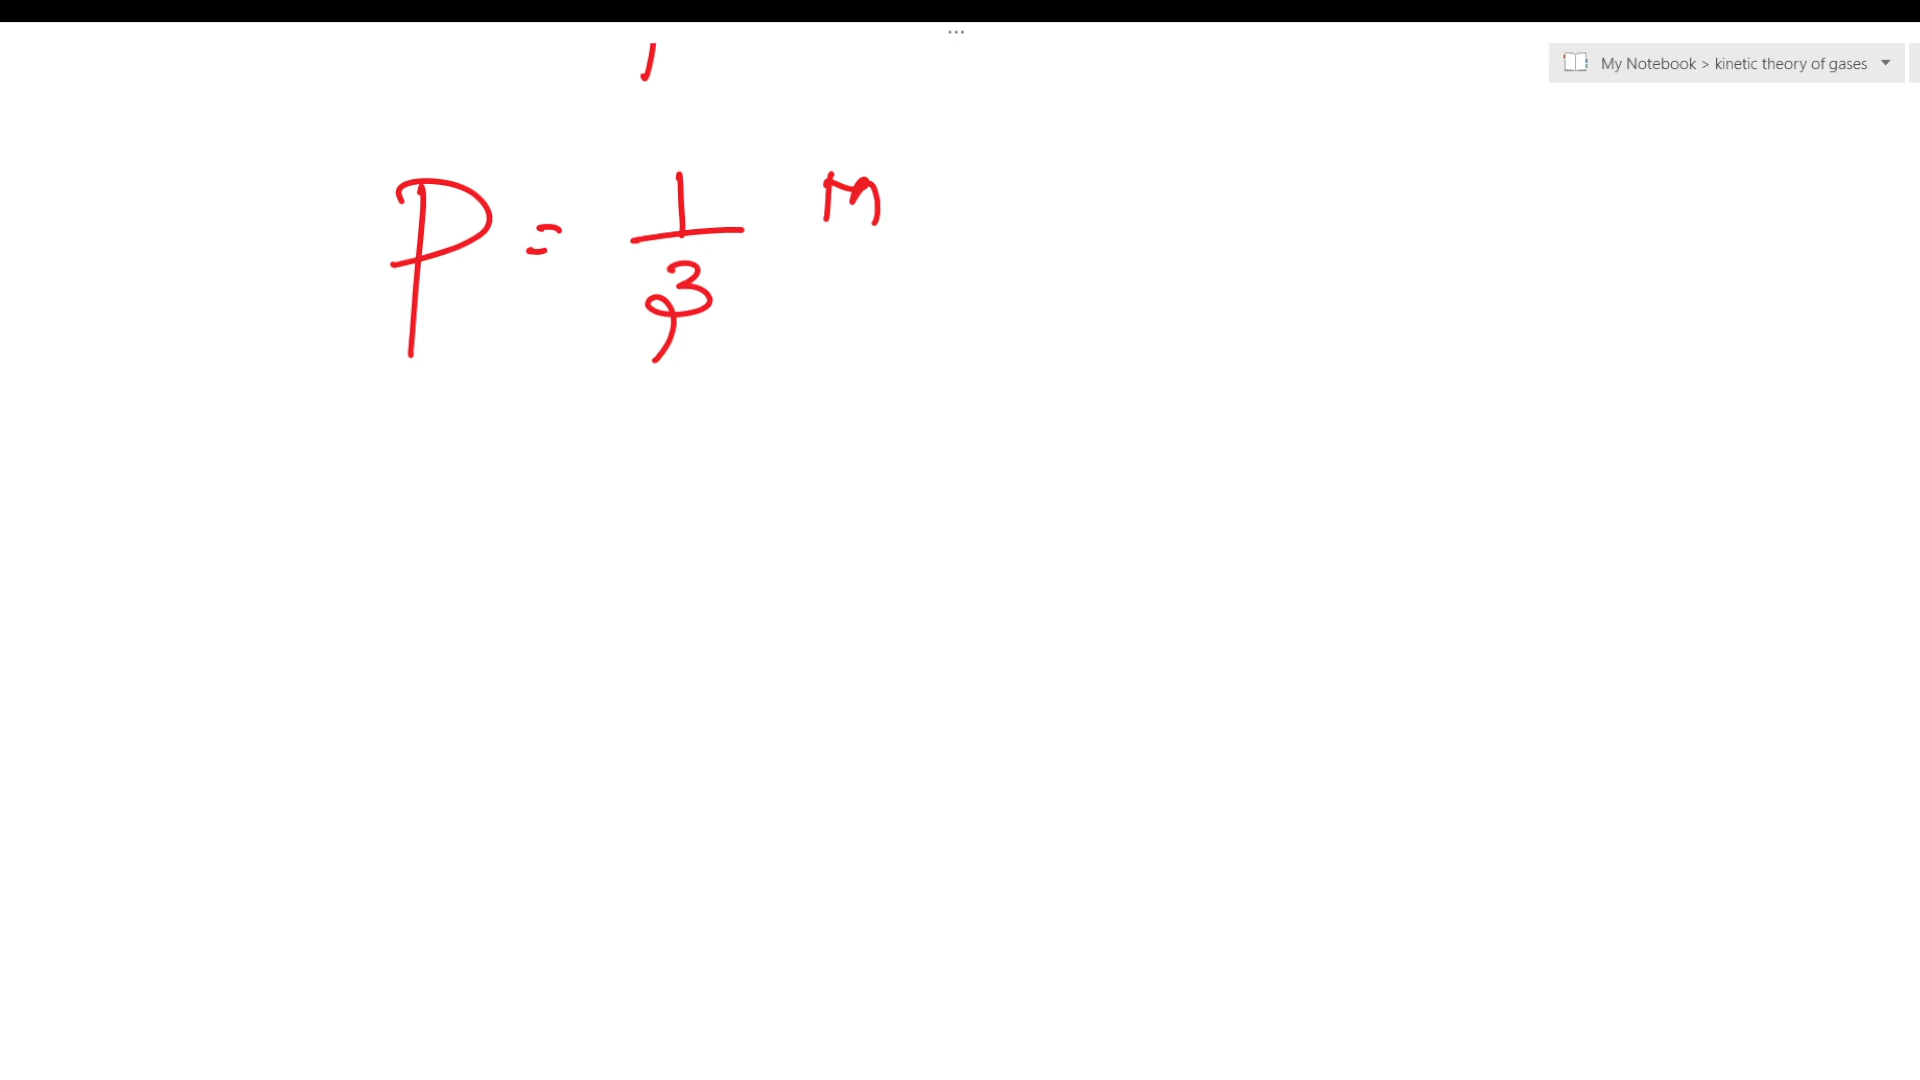 ...
My Notebook > kinetic theory of gases
P = 1/3 m